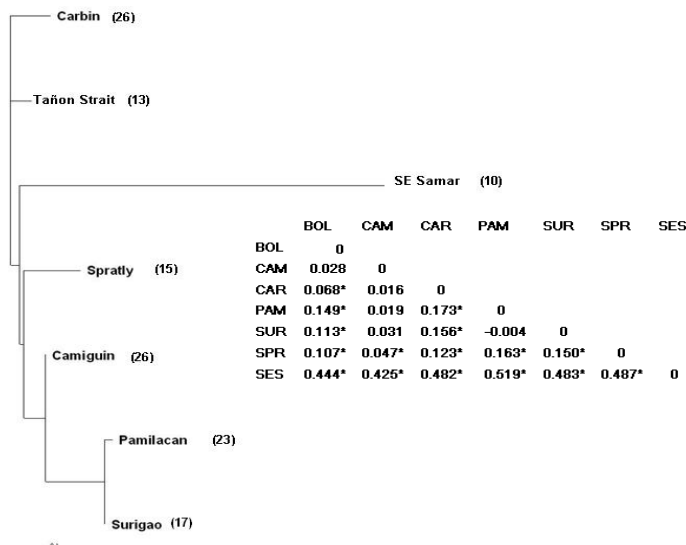 Carbin (26)
Tañon Strait (13)
SE Samar (10)
BOL CAM CAR PAM SUR SPR SES
BOL 0
CAM 0.028 0
CAR 0.068* 0.016 0
PAM 0.149* 0.019 0.173* 0
SUR 0.113* 0.031 0.156* -0.004 0
SPR 0.107* 0.047* 0.123* 0.163* 0.150* 0
SES 0.444* 0.425* 0.482* 0.519* 0.483* 0.487* 0
Spratly (15)
Camiguin (26)
Pamilacan (23)
Surigao (17)